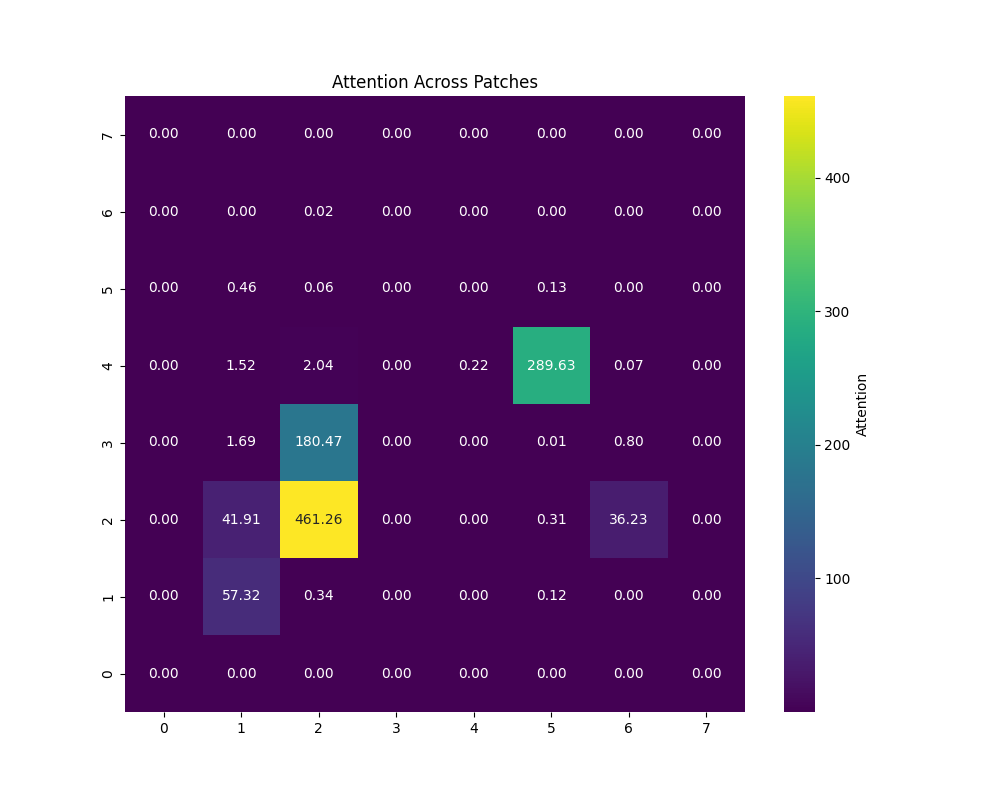 Attention Across Patches
7 0.00 0.00 0.00 0.00 0.00 0.00 0.00 0.00
6 0.00 0.00 0.02 0.00 0.00 0.00 0.00 0.00
5 0.00 0.46 0.06 0.00 0.00 0.13 0.00 0.00
4 0.00 1.52 2.04 0.00 0.22 289.63 0.07 0.00
3 0.00 1.69 180.47 0.00 0.00 0.01 0.80 0.00
2 0.00 41.91 461.26 0.00 0.00 0.31 36.23 0.00
1 0.00 57.32 0.34 0.00 0.00 0.12 0.00 0.00
0 0.00 0.00 0.00 0.00 0.00 0.00 0.00 0.00
0 1 2 3 4 5 6 7
400
300
200
100
Attention